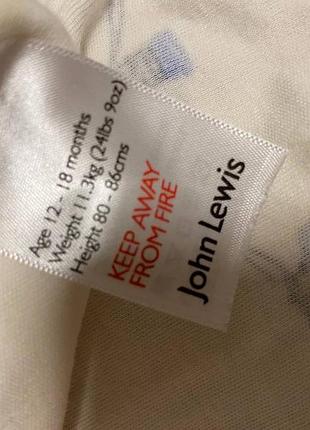 Age 12 - 18 months
Weight 11.3kg (24lbs 9oz)
Height 80 - 86cms
KEEP AWAY
FROM FIRE
John Lewis